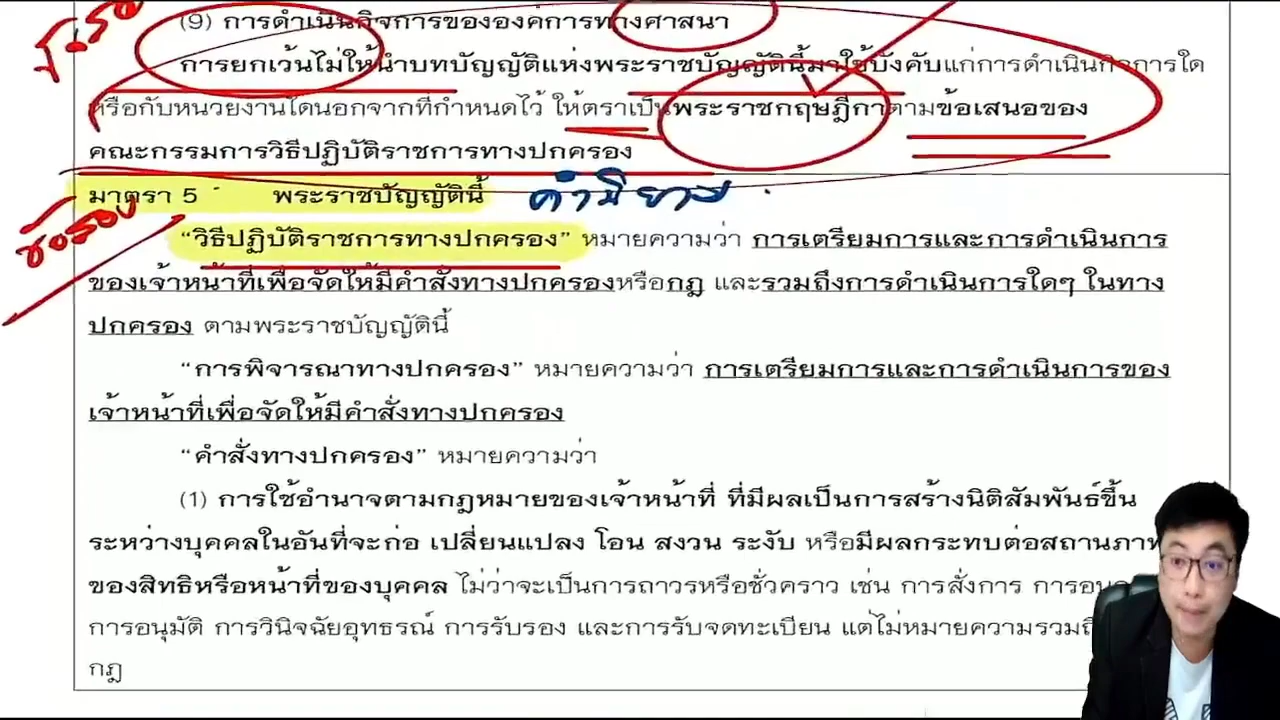 (9) การดำเนินกิจการขององค์การทางศาสนา
การยกเว้นไม่ให้นำบทบัญญัติแห่งพระราชบัญญัตินี้มาใช้บังคับแก่การดำเนินกิจการใด
หรือกับหน่วยงานใดนอกจากที่กำหนดไว้ ให้ตราเป็นพระราชกฤษฎีกาตามข้อเสนอของ
คณะกรรมการวิธีปฏิบัติราชการทางปกครอง
มาตรา 5 พระราชบัญญัตินี้ คำนิยาม
“วิธีปฏิบัติราชการทางปกครอง” หมายความว่า การเตรียมการและการดำเนินการ
ของเจ้าหน้าที่เพื่อจัดให้มีคำสั่งทางปกครองหรือกฎ และรวมถึงการดำเนินการใดๆ ในทาง
ปกครอง ตามพระราชบัญญัตินี้
“การพิจารณาทางปกครอง” หมายความว่า การเตรียมการและการดำเนินการของ
เจ้าหน้าที่เพื่อจัดให้มีคำสั่งทางปกครอง
“คำสั่งทางปกครอง” หมายความว่า
(1) การใช้อำนาจตามกฎหมายของเจ้าหน้าที่ ที่มีผลเป็นการสร้างนิติสัมพันธ์ขึ้น
ระหว่างบุคคลในอันที่จะก่อ เปลี่ยนแปลง โอน สงวน ระงับ หรือมีผลกระทบต่อสถานภาพ
ของสิทธิหรือหน้าที่ของบุคคล ไม่ว่าจะเป็นการถาวรหรือชั่วคราว เช่น การสั่งการ
การอนุมัติ การวินิจฉัยอุทธรณ์ การรับรอง และการรับจดทะเบียน แต่ไม่หมายความรวมถึง
กฎ